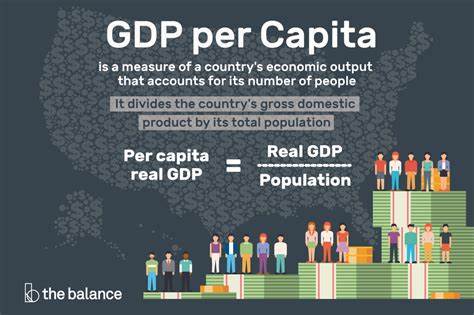 GDP per Capita
is a measure of a country's economic output
that accounts for its number of people
It divides the country's gross domestic
product by its total population
Per capita
real GDP
=
Real GDP
Population
the balance